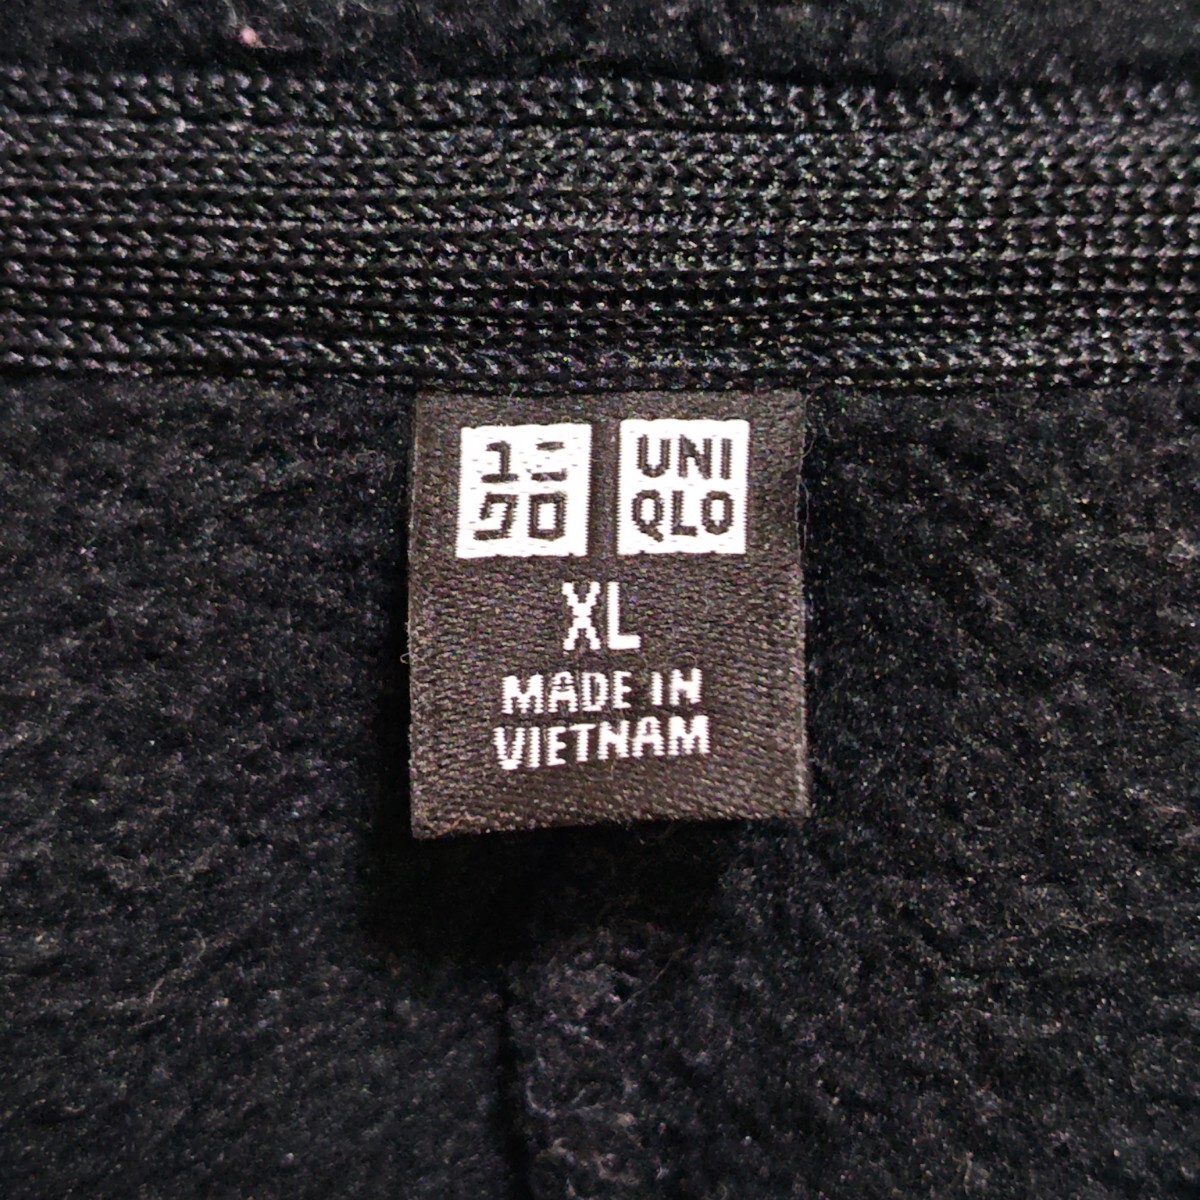 ユニ
クロ
UNI
QLO
XL
MADE IN
VIETNAM